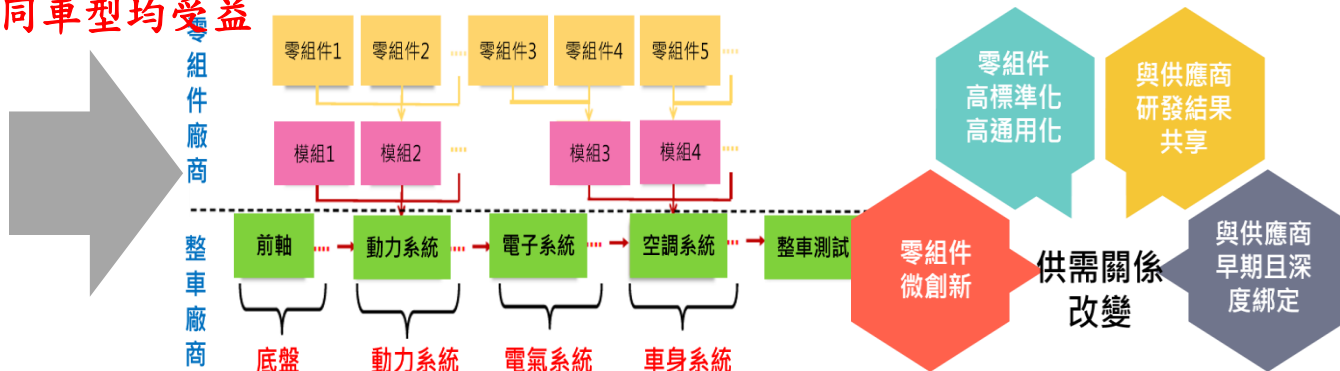 同車型均受益
零組件廠商
零組件1
零組件2
零組件3
零組件4
零組件5
模組1
模組2
模組3
模組4
整車廠商
前軸
動力系統
電子系統
空調系統
整車測試
底盤
動力系統
電氣系統
車身系統
零組件
高標準化
高通用化
與供應商
研發結果
共享
零組件
微創新
供需關係
改變
與供應商
早期且深
度綁定